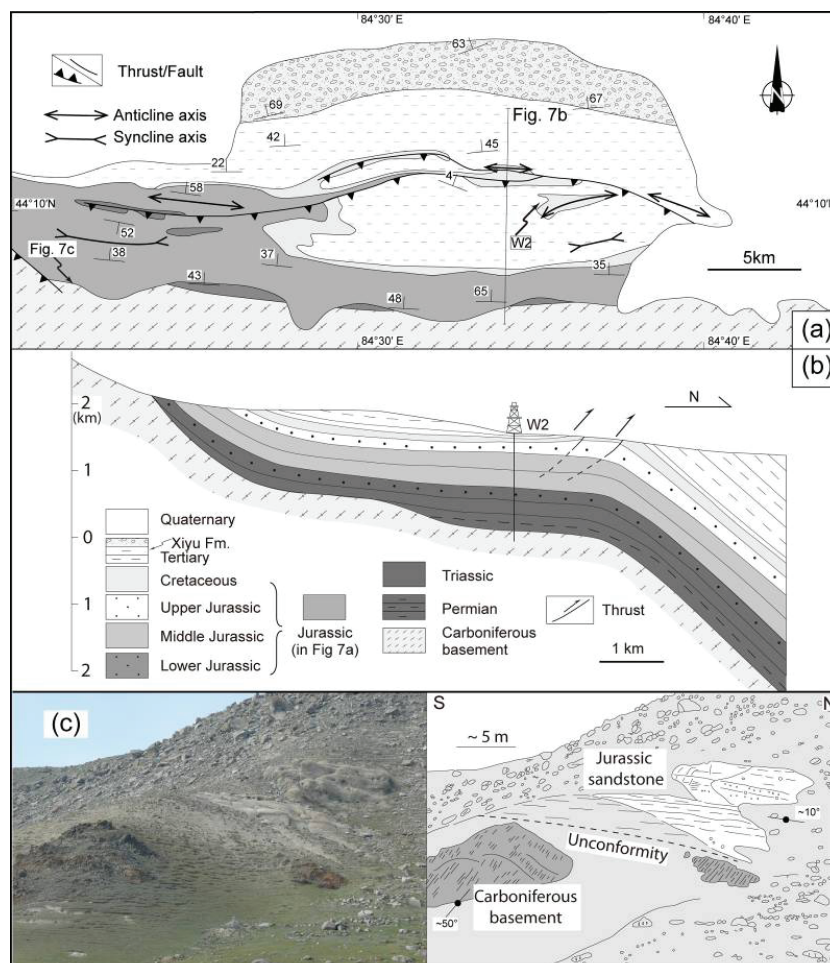 84°30′ E
84°40′ E
Thrust/Fault
Anticline axis
Syncline axis
N
63
69
67
Fig. 7b
42
45
22
58
4
44°10′N
44°10′N
52
W2
Fig. 7c
38
37
35
43
5km
48
65
84°30′ E
84°40′ E
(a)
(b)
2
(km)
W2
N
1
0
1
2
Quaternary
Xiyu Fm.
Tertiary
Cretaceous
Upper Jurassic
Middle Jurassic
Lower Jurassic
Jurassic
(in Fig 7a)
Triassic
Permian
Carboniferous
basement
Thrust
1 km
(c)
S
N
~ 5 m
Jurassic
sandstone
~10°
Unconformity
Carboniferous
basement
~50°